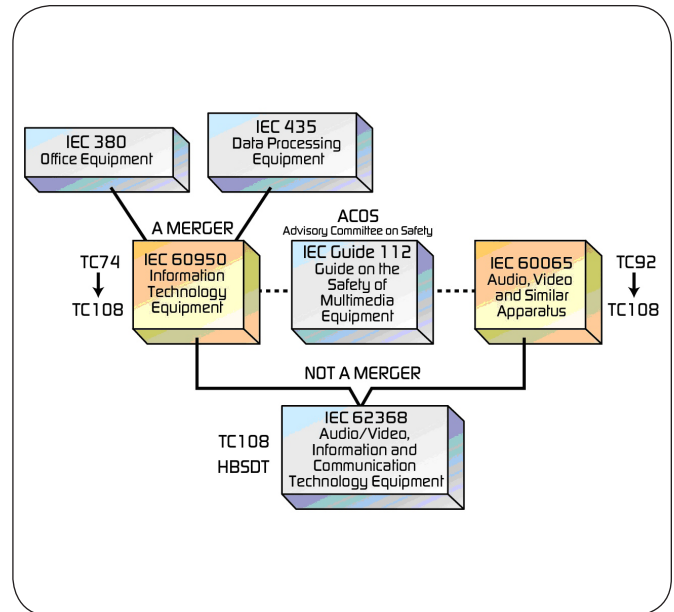 IEC 380
Office Equipment
IEC 435
Data Processing
Equipment
A MERGER
ACOS
Advisory Committee on Safety
TC74
TC108
IEC 60950
Information
Technology
Equipment
IEC Guide 112
Guide on the
Safety of
Multimedia
Equipment
IEC 60065
Audio, Video
and Similar
Apparatus
TC92
TC108
NOT A MERGER
TC108
HBSDT
IEC 62368
Audio/Video,
Information and
Communication
Technology Equipment